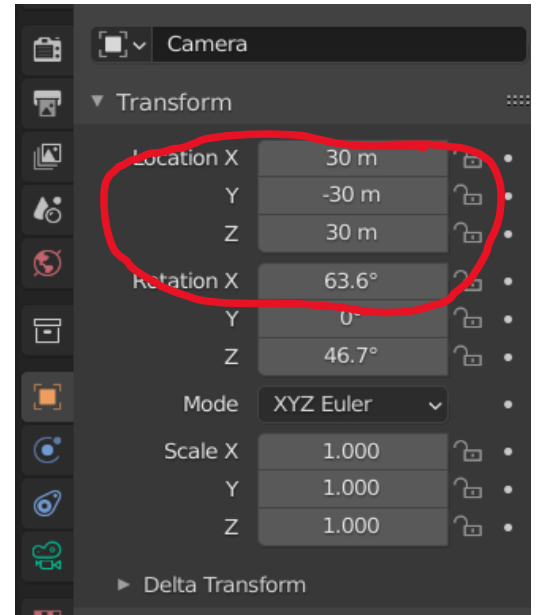 Camera
Transform
Location X 30 m
Y -30 m
Z 30 m
Rotation X 63.6°
Y 0°
Z 46.7°
Mode XYZ Euler
Scale X 1.000
Y 1.000
Z 1.000
Delta Transform